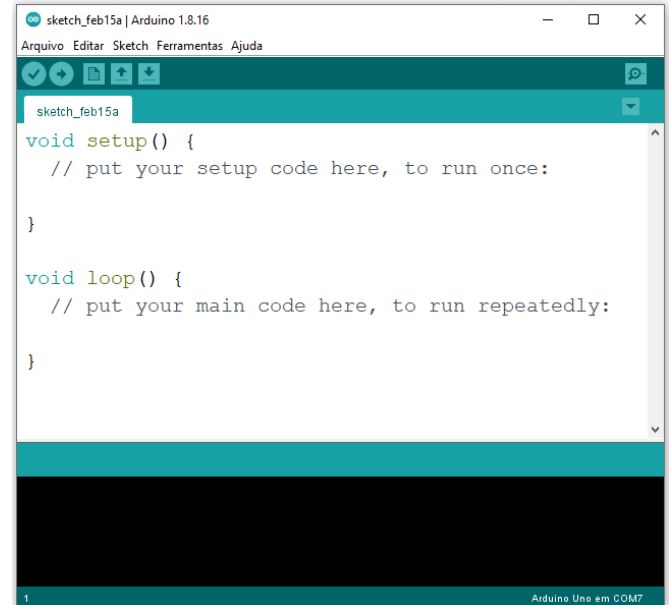 sketch_feb15a | Arduino 1.8.16
Arquivo Editar Sketch Ferramentas Ajuda
sketch_feb15a
void setup() {
  // put your setup code here, to run once:
}
void loop() {
  // put your main code here, to run repeatedly:
}
1 Arduino Uno em COM7